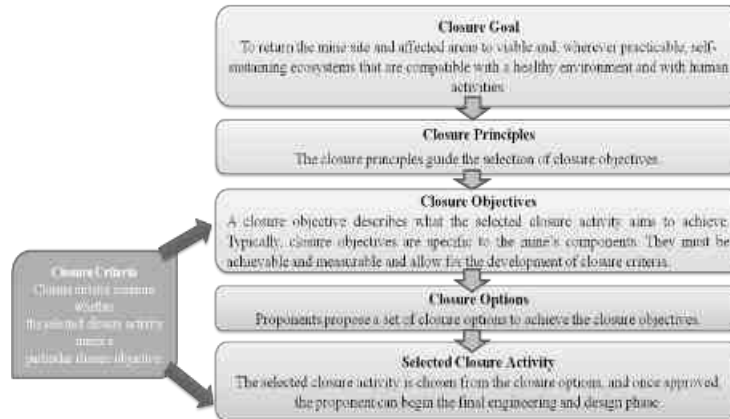 Closure Goal
To return the mine site and affected areas to viable and, wherever practicable, self-
sustaining ecosystems that are compatible with a healthy environment and with human
activities
Closure Principles
The closure principles guide the selection of closure objectives.
Closure Objectives
A closure objective describes what the selected closure activity aims to achieve.
Typically, closure objectives are specific to the mine's components. They must be
achievable and measurable and allow for the development of closure criteria.
Closure Criteria
Closure criteria
whether
the selected closure activity
meets a
particular closure objective
Closure Options
Proponents propose a set of closure options to achieve the closure objectives.
Selected Closure Activity
The selected closure activity is chosen from the closure options, and once approved,
the proponent can begin the final engineering and design phase.